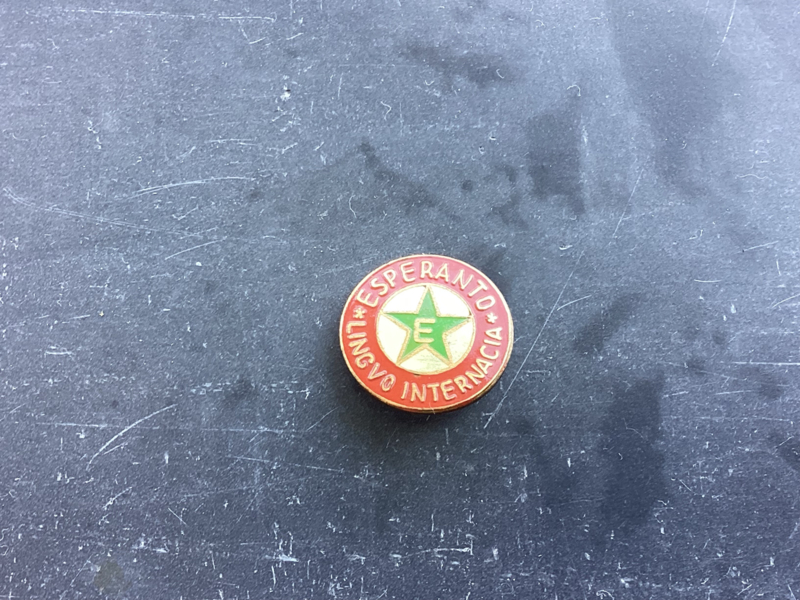 ESPERANTO
E
* LINGVO INTERNACIA *